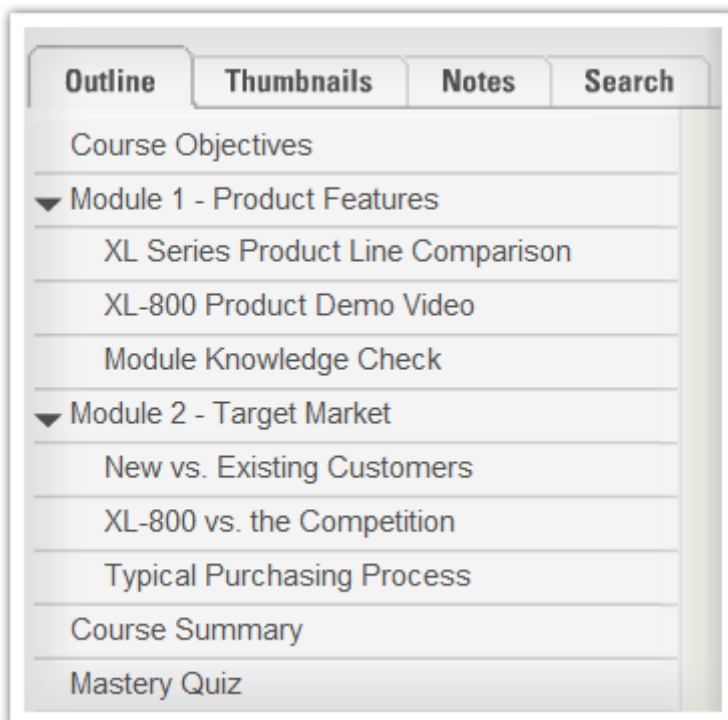 Outline Thumbnails Notes Search
Course Objectives
Module 1 - Product Features
XL Series Product Line Comparison
XL-800 Product Demo Video
Module Knowledge Check
Module 2 - Target Market
New vs. Existing Customers
XL-800 vs. the Competition
Typical Purchasing Process
Course Summary
Mastery Quiz